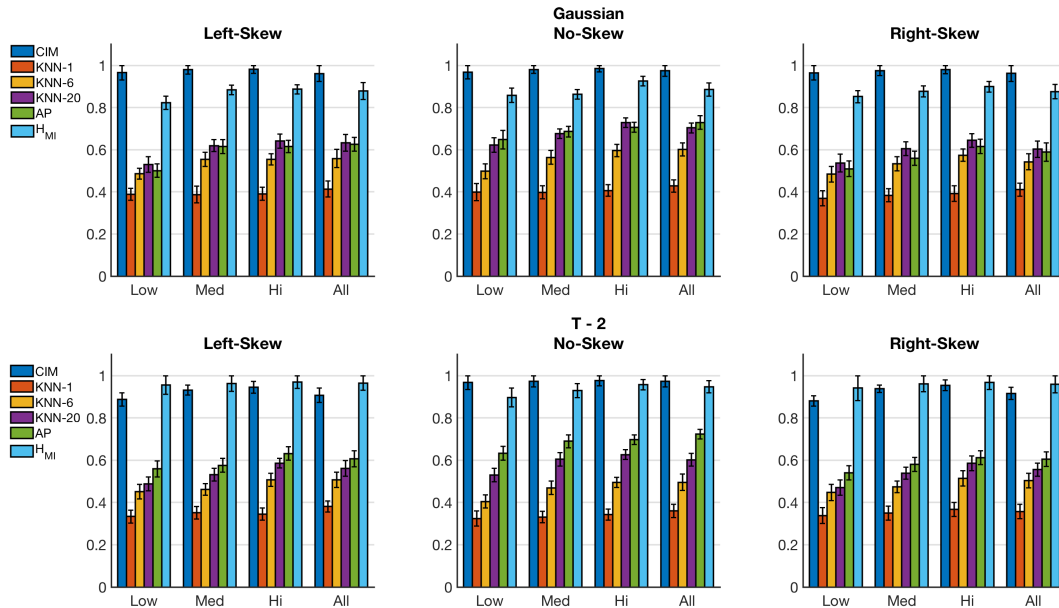 Gaussian
Left-Skew No-Skew Right-Skew
CIM
KNN-1
KNN-6
KNN-20
AP
H_MI
1 1 1
0.8 0.8 0.8
0.6 0.6 0.6
0.4 0.4 0.4
0.2 0.2 0.2
0 0 0
Low Med Hi All Low Med Hi All Low Med Hi All
T - 2
Left-Skew No-Skew Right-Skew
CIM
KNN-1
KNN-6
KNN-20
AP
H_MI
1 1 1
0.8 0.8 0.8
0.6 0.6 0.6
0.4 0.4 0.4
0.2 0.2 0.2
0 0 0
Low Med Hi All Low Med Hi All Low Med Hi All